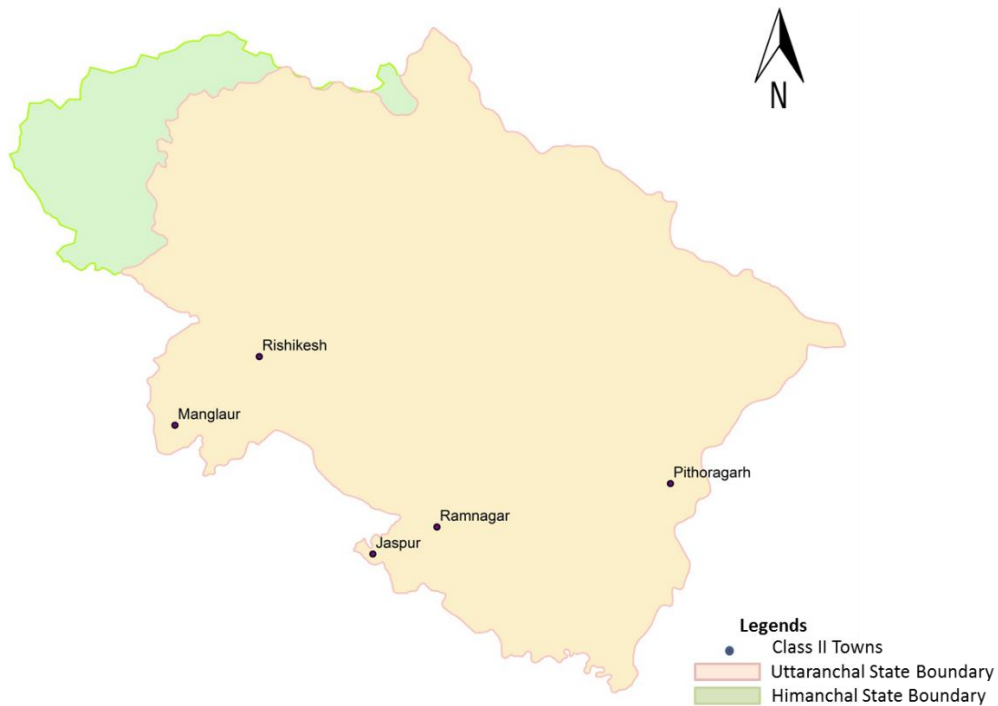 N
Rishikesh
Manglaur
Pithoragarh
Ramnagar
Jaspur
Legends
Class II Towns
Uttaranchal State Boundary
Himanchal State Boundary